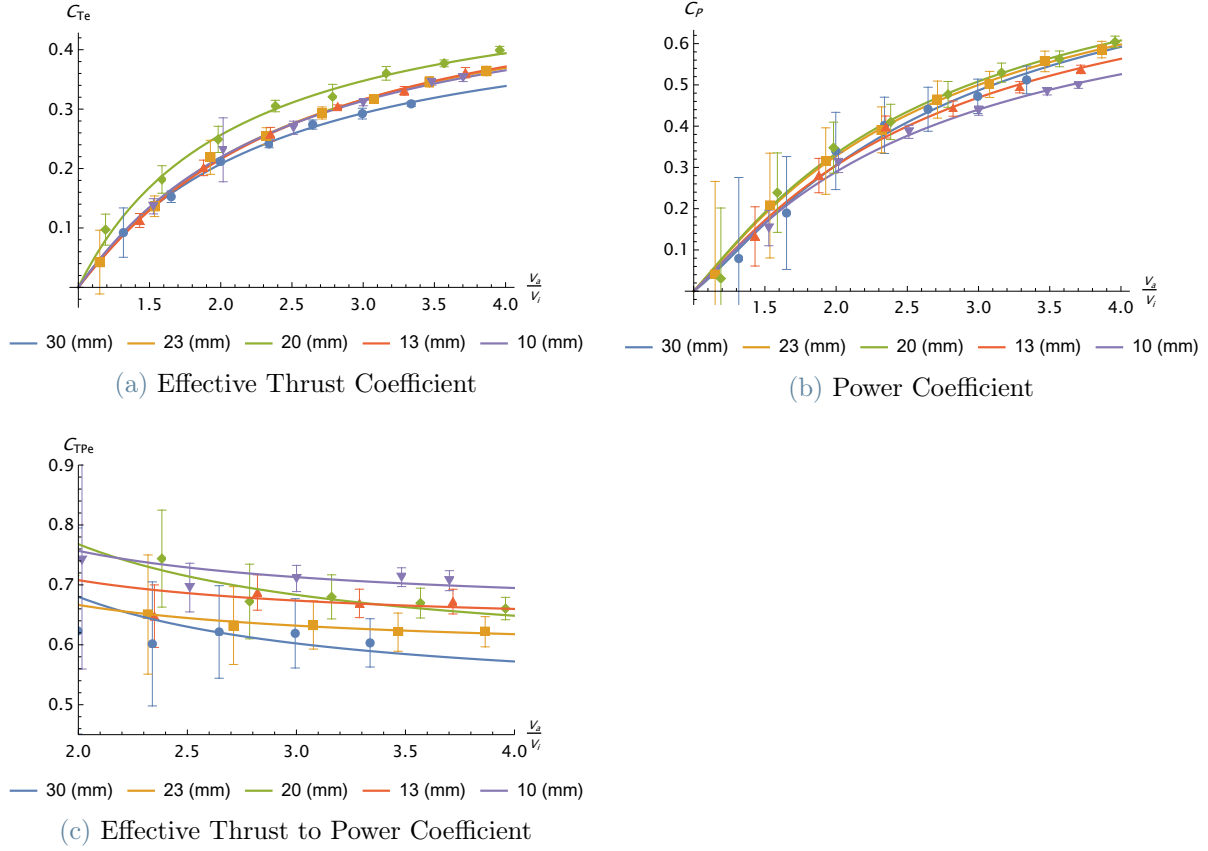 C_Te
0.4
0.3
0.2
0.1
1.5 2.0 2.5 3.0 3.5 4.0
V_a
V_i
30 (mm) 23 (mm) 20 (mm) 13 (mm) 10 (mm)
(a) Effective Thrust Coefficient
C_P
0.6
0.5
0.4
0.3
0.2
0.1
1.5 2.0 2.5 3.0 3.5 4.0
V_a
V_i
30 (mm) 23 (mm) 20 (mm) 13 (mm) 10 (mm)
(b) Power Coefficient
C_TPe
0.9
0.8
0.7
0.6
0.5
2.0 2.5 3.0 3.5 4.0
V_a
V_i
30 (mm) 23 (mm) 20 (mm) 13 (mm) 10 (mm)
(c) Effective Thrust to Power Coefficient